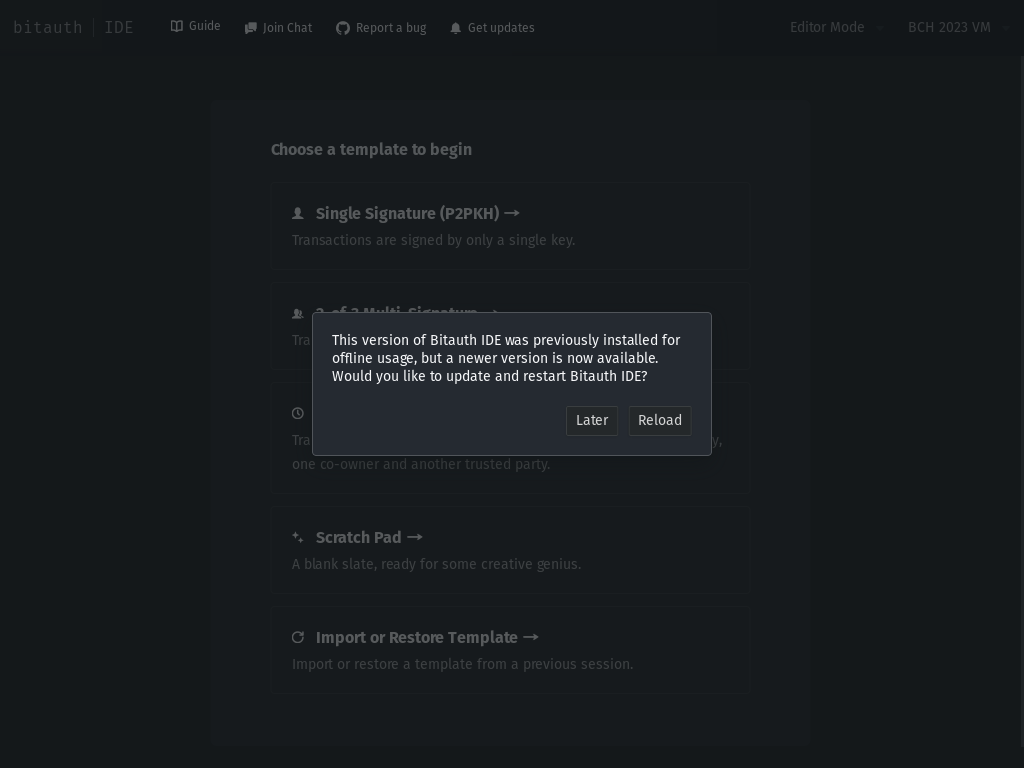 bitauth | IDE
Guide
Join Chat
Report a bug
Get updates
Editor Mode
BCH 2023 VM
Choose a template to begin
Single Signature (P2PKH) →
Transactions are signed by only a single key.
2-of-3 Multi-Signature →
Tra
This version of Bitauth IDE was previously installed for
offline usage, but a newer version is now available.
Would you like to update and restart Bitauth IDE?
Later
Reload
Tra
y,
one co-owner and another trusted party.
Scratch Pad →
A blank slate, ready for some creative genius.
Import or Restore Template →
Import or restore a template from a previous session.